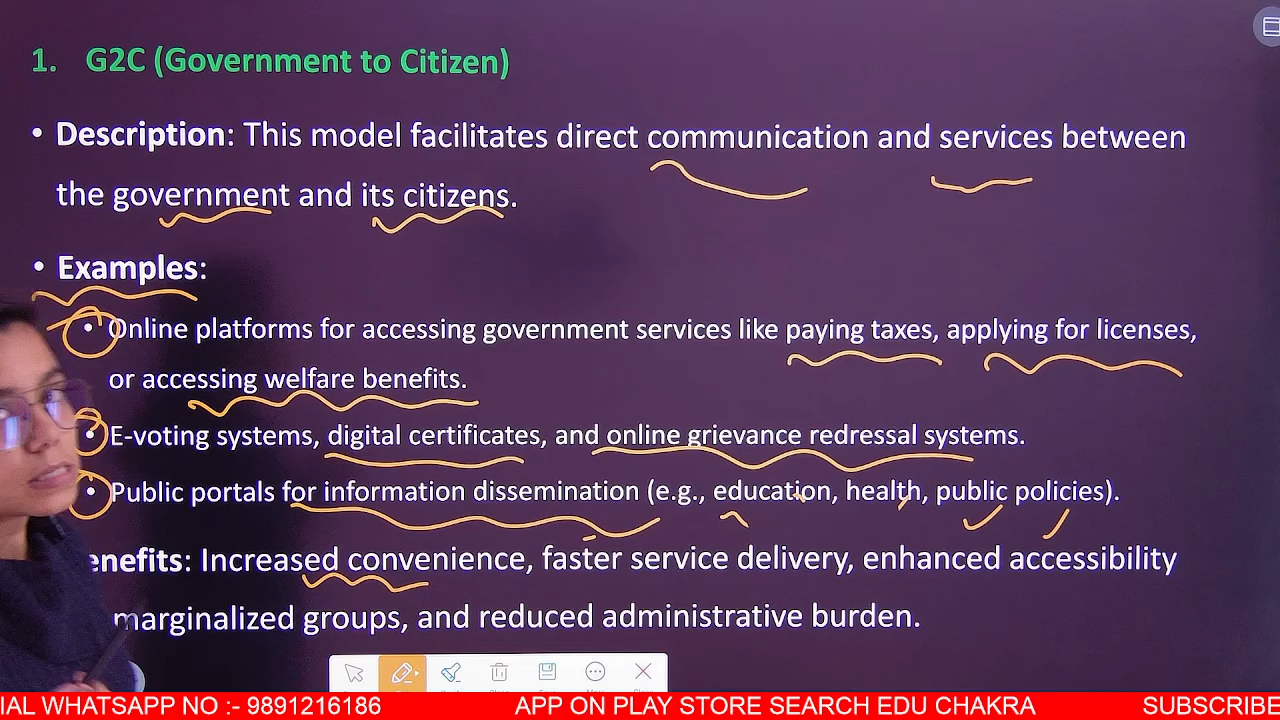 1. G2C (Government to Citizen)
• Description: This model facilitates direct communication and services between
the government and its citizens.
• Examples:
• Online platforms for accessing government services like paying taxes, applying for licenses,
or accessing welfare benefits.
• E-voting systems, digital certificates, and online grievance redressal systems.
• Public portals for information dissemination (e.g., education, health, public policies).
enefits: Increased convenience, faster service delivery, enhanced accessibility
marginalized groups, and reduced administrative burden.
IAL WHATSAPP NO :- 9891216186 APP ON PLAY STORE SEARCH EDU CHAKRA SUBSCRIBE